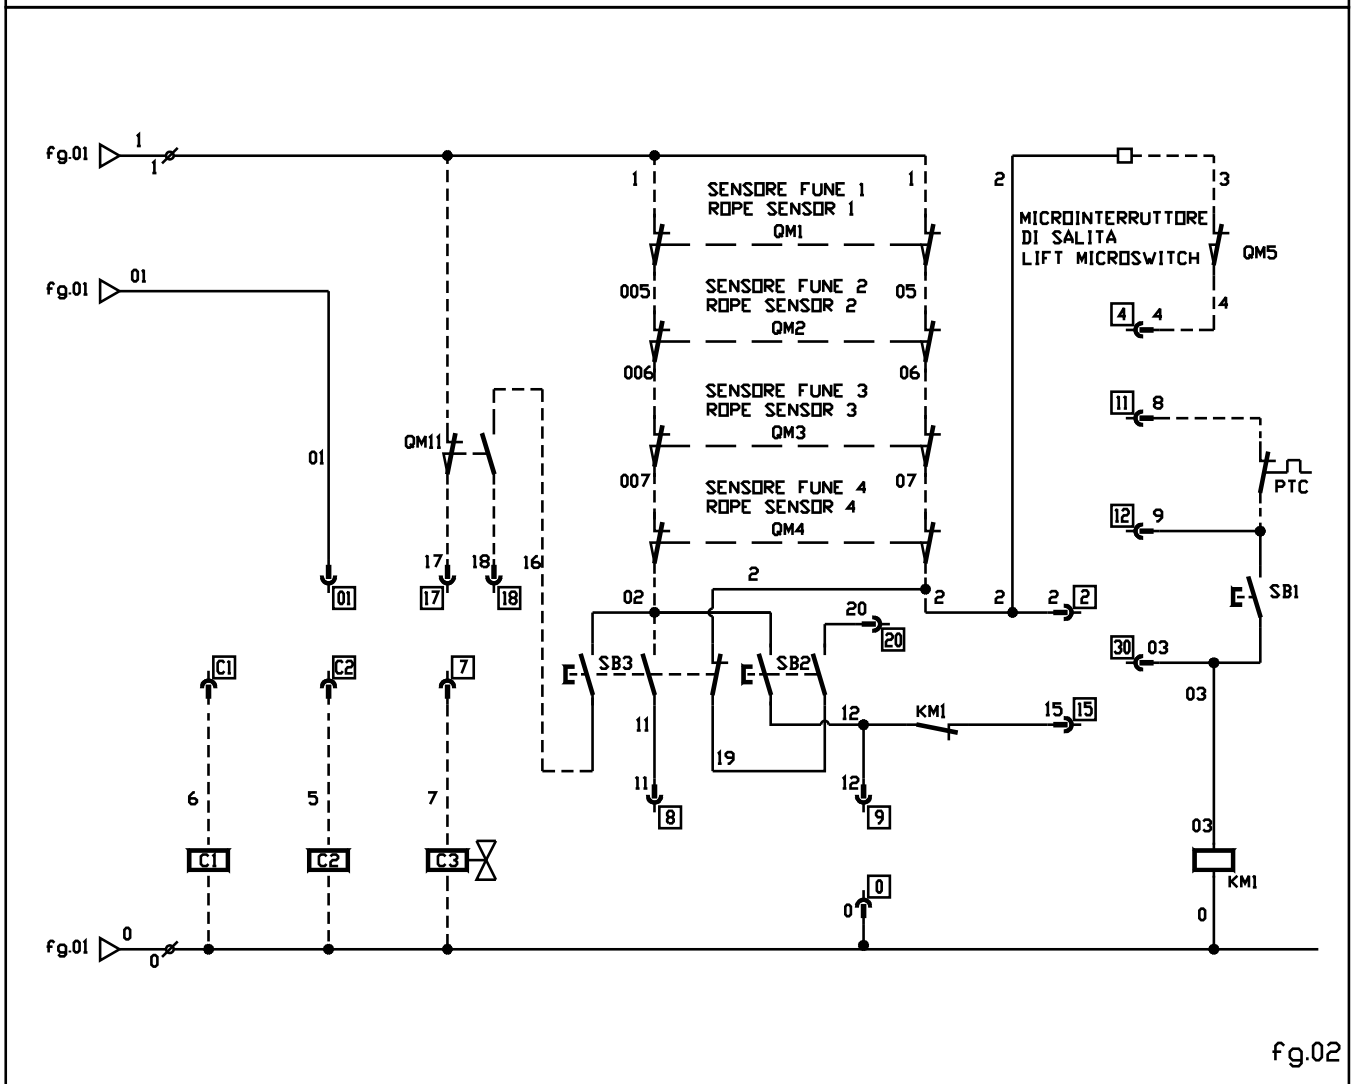 fg.01
1
1
1
1
2
3
SENSORE FUNE 1
ROPE SENSOR 1
QM1
MICROINTERRUTTORE
DI SALITA
LIFT MICROSWITCH
QM5
fg.01
01
005
SENSORE FUNE 2
ROPE SENSOR 2
QM2
05
4
4
4
006
SENSORE FUNE 3
ROPE SENSOR 3
QM3
06
11
8
QM11
01
007
SENSORE FUNE 4
ROPE SENSOR 4
QM4
07
PTC
12
9
17
18
16
2
01
17
18
02
20
2
2
2
2
SB1
20
30
03
C1
C2
7
SB3
SB2
03
11
12
KM1
15
15
19
6
5
7
11
12
8
9
03
C1
C2
C3
KM1
0
0
0
fg.01
0
0
fg.02